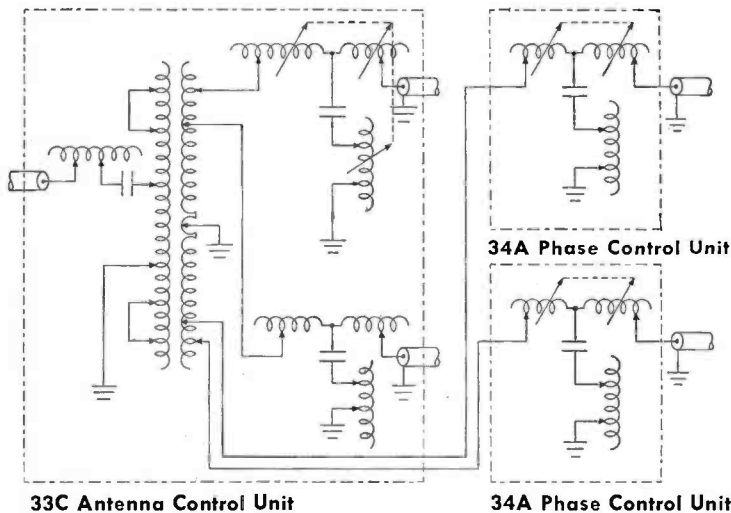 34A Phase Control Unit
33C Antenna Control Unit
34A Phase Control Unit